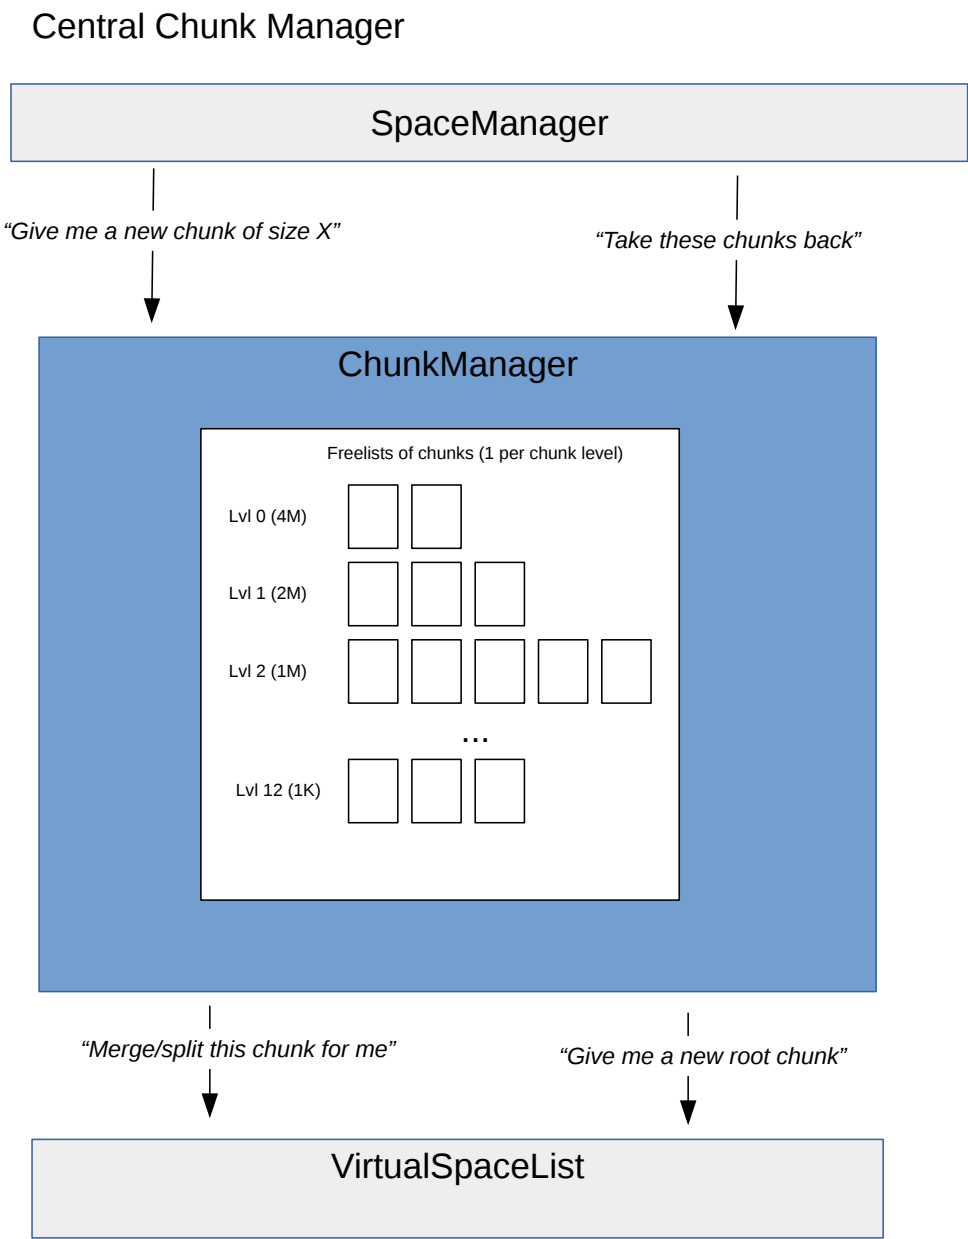 Central Chunk Manager
SpaceManager
“Give me a new chunk of size X”
“Take these chunks back”
ChunkManager
Freelists of chunks (1 per chunk level)
Lvl 0 (4M)
Lvl 1 (2M)
Lvl 2 (1M)
...
Lvl 12 (1K)
“Merge/split this chunk for me”
“Give me a new root chunk”
VirtualSpaceList